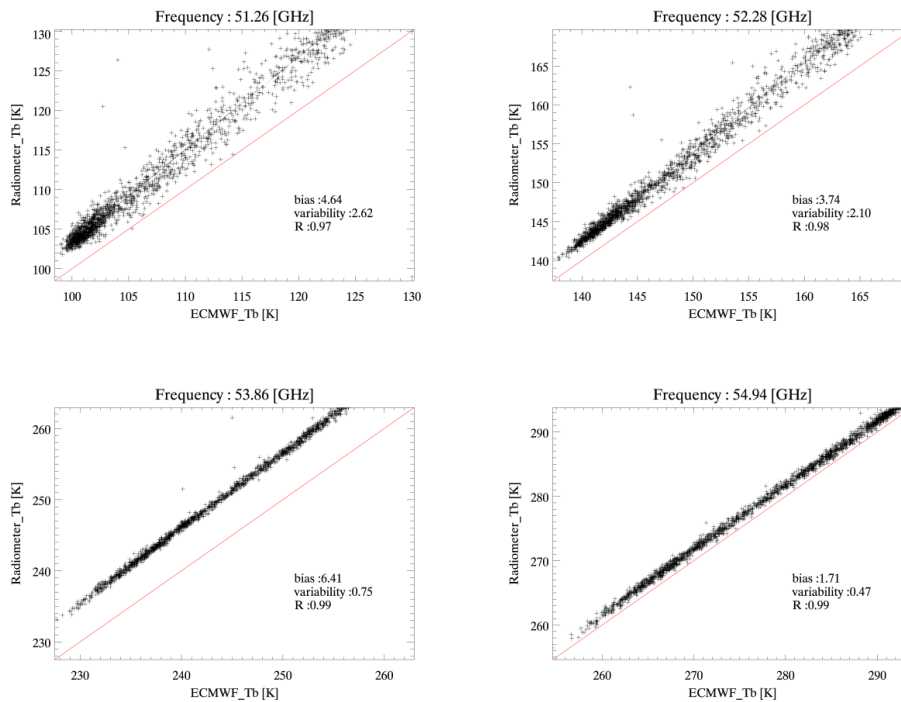 Frequency : 51.26 [GHz]
130
125
120
115
110
105
100
Radiometer_Tb [K]
bias :4.64
variability :2.62
R :0.97
100 105 110 115 120 125 130
ECMWF_Tb [K]
Frequency : 52.28 [GHz]
165
160
155
150
145
140
Radiometer_Tb [K]
bias :3.74
variability :2.10
R :0.98
140 145 150 155 160 165
ECMWF_Tb [K]
Frequency : 53.86 [GHz]
260
250
240
230
Radiometer_Tb [K]
bias :6.41
variability :0.75
R :0.99
230 240 250 260
ECMWF_Tb [K]
Frequency : 54.94 [GHz]
290
280
270
260
Radiometer_Tb [K]
bias :1.71
variability :0.47
R :0.99
260 270 280 290
ECMWF_Tb [K]